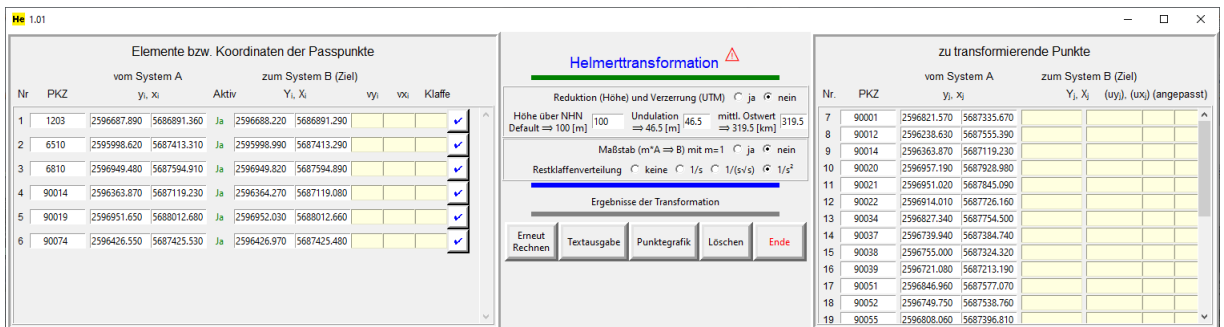 He 1.01
Elemente bzw. Koordinaten der Passpunkte
vom System A zum System B (Ziel)
Nr PKZ yᵢ, xᵢ Aktiv Yᵢ, Xᵢ vyᵢ vxᵢ Klaffe
1 1203 2596687.890 5686891.360 Ja 2596688.220 5686891.290 ✔
2 6510 2595998.620 5687413.310 Ja 2595998.990 5687413.290 ✔
3 6810 2596949.480 5687594.910 Ja 2596949.820 5687594.890 ✔
4 90014 2596363.870 5687119.230 Ja 2596364.270 5687119.080 ✔
5 90019 2596951.650 5688012.680 Ja 2596952.030 5688012.660 ✔
6 90074 2596426.550 5687425.530 Ja 2596426.970 5687425.480 ✔
Helmerttransformation
Reduktion (Höhe) und Verzerrung (UTM) ja nein
Höhe über NHN Undulation mittl. Ostwert
Default ⟹ 100 [m] 100 ⟹ 46.5 [m] 46.5 ⟹ 319.5 [km] 319.5
Maßstab (m*A ⟹ B) mit m=1 ja nein
Restklaffenverteilung keine 1/s 1/(s√s) 1/s²
Ergebnisse der Transformation
Erneut Rechnen Textausgabe Punktegrafik Löschen Ende
zu transformierende Punkte
vom System A zum System B (Ziel)
Nr. PKZ yⱼ, xⱼ Yⱼ, Xⱼ (uyⱼ), (uxⱼ) (angepasst)
7 90001 2596821.570 5687335.670
8 90012 2596238.630 5687555.390
9 90014 2596363.870 5687119.230
10 90020 2596957.190 5687928.980
11 90021 2596951.020 5687845.090
12 90022 2596914.010 5687726.160
13 90034 2596827.340 5687754.500
14 90037 2596739.940 5687384.740
15 90038 2596755.000 5687324.320
16 90039 2596721.080 5687213.190
17 90051 2596846.960 5687577.070
18 90052 2596749.750 5687538.760
19 90055 2596808.060 5687396.810